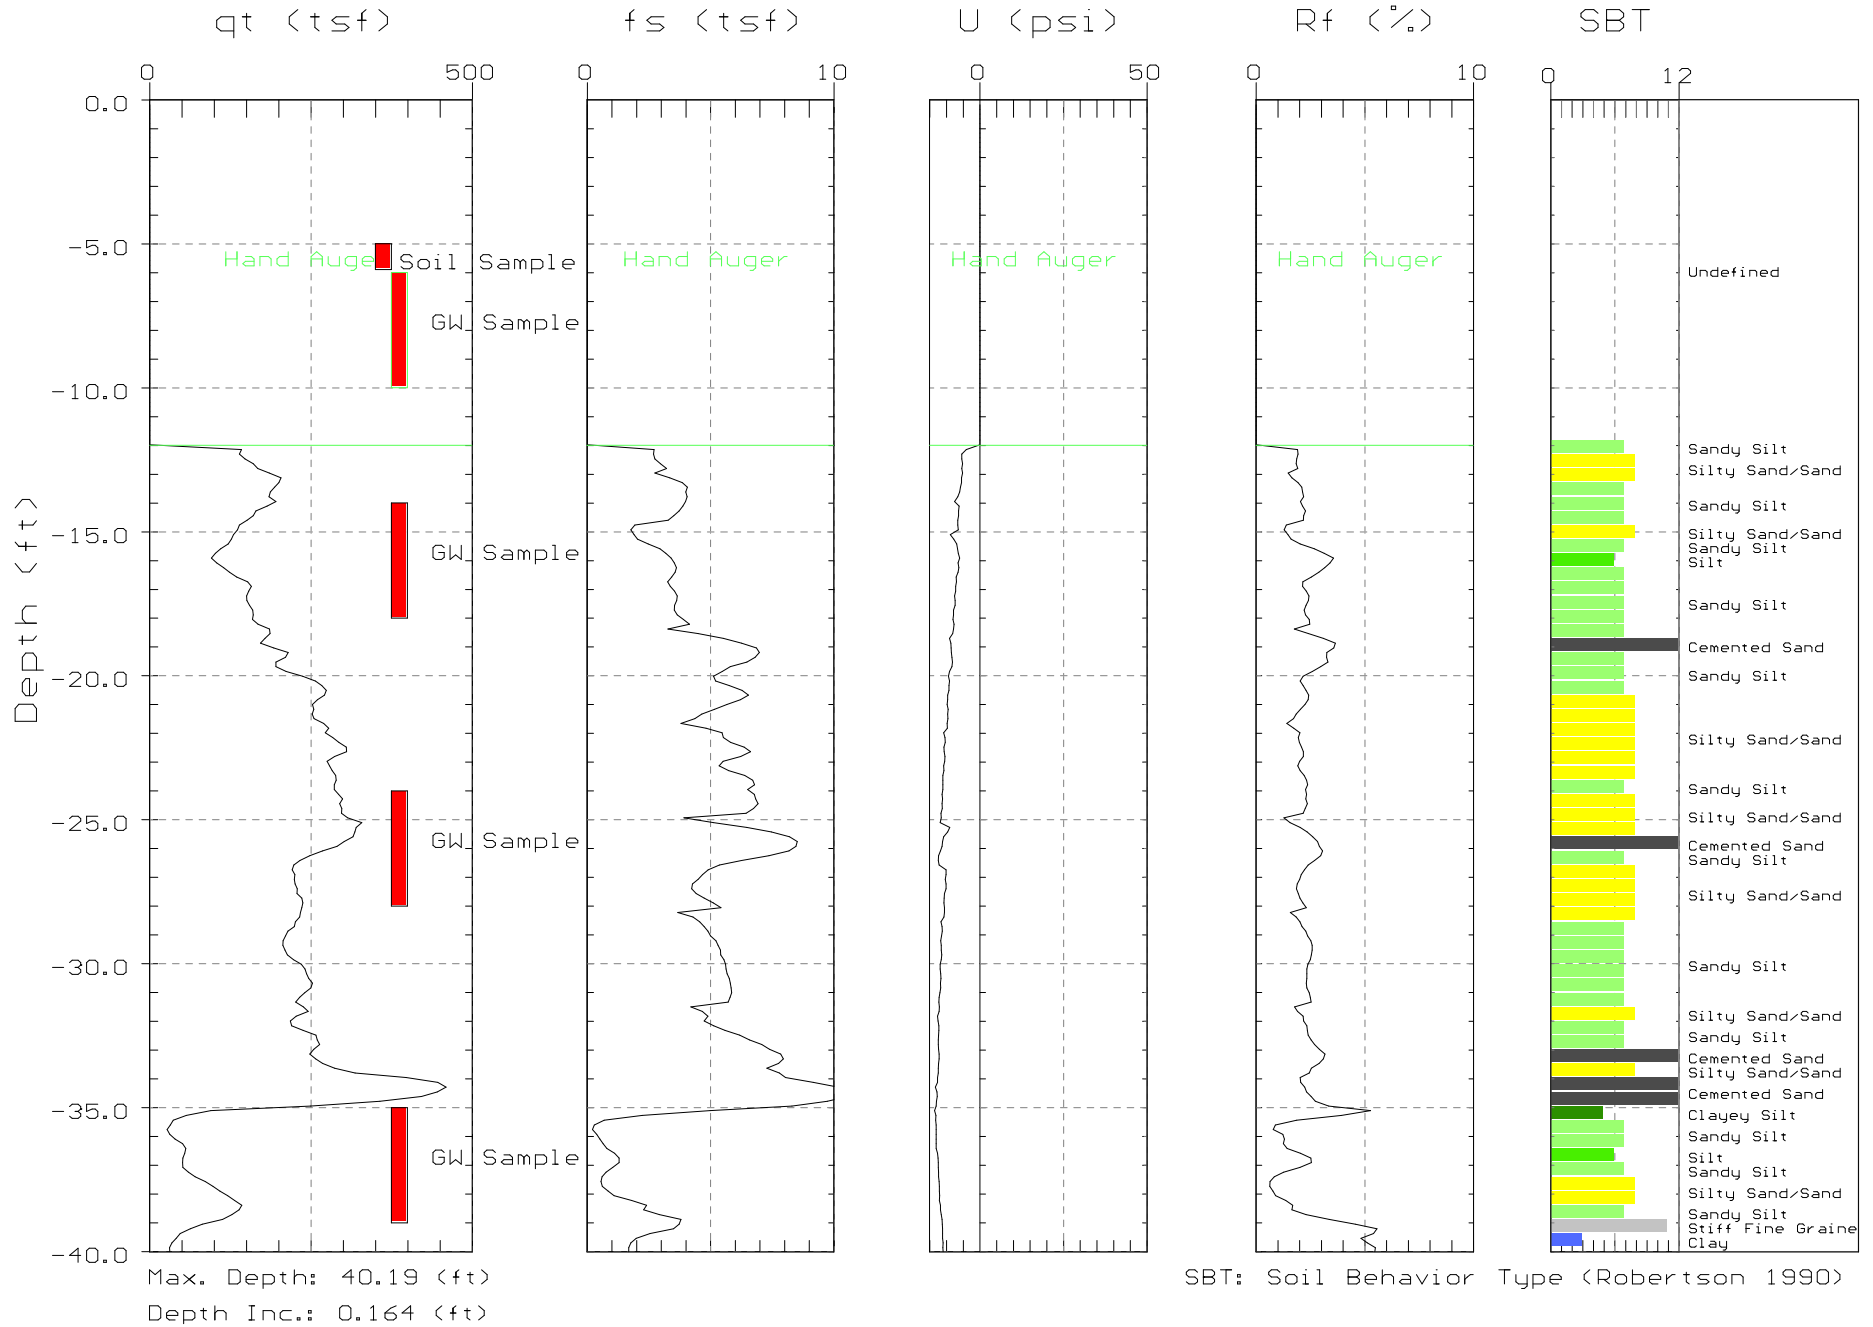 qt (tsf) fs (tsf) U (psi) Rf (%) SBT
0 500 0 10 0 50 0 10 0 12
0.0
-5.0
Hand Auge Soil Sample Hand Auger Hand Auger Hand Auger
Undefined
GW Sample
-10.0
Sandy Silt
Silty Sand/Sand
Sandy Silt
-15.0
Silty Sand/Sand
Sandy Silt
GW Sample
Silt
Sandy Silt
Depth (ft)
Cemented Sand
-20.0
Sandy Silt
Silty Sand/Sand
Sandy Silt
-25.0
Silty Sand/Sand
GW Sample
Cemented Sand
Sandy Silt
Silty Sand/Sand
-30.0
Sandy Silt
Silty Sand/Sand
Sandy Silt
Cemented Sand
Silty Sand/Sand
Cemented Sand
-35.0
Clayey Silt
Sandy Silt
GW Sample
Silt
Sandy Silt
Silty Sand/Sand
Sandy Silt
Stiff Fine Graine
Clay
-40.0
Max. Depth: 40.19 (ft)
SBT: Soil Behavior Type (Robertson 1990)
Depth Inc.: 0.164 (ft)